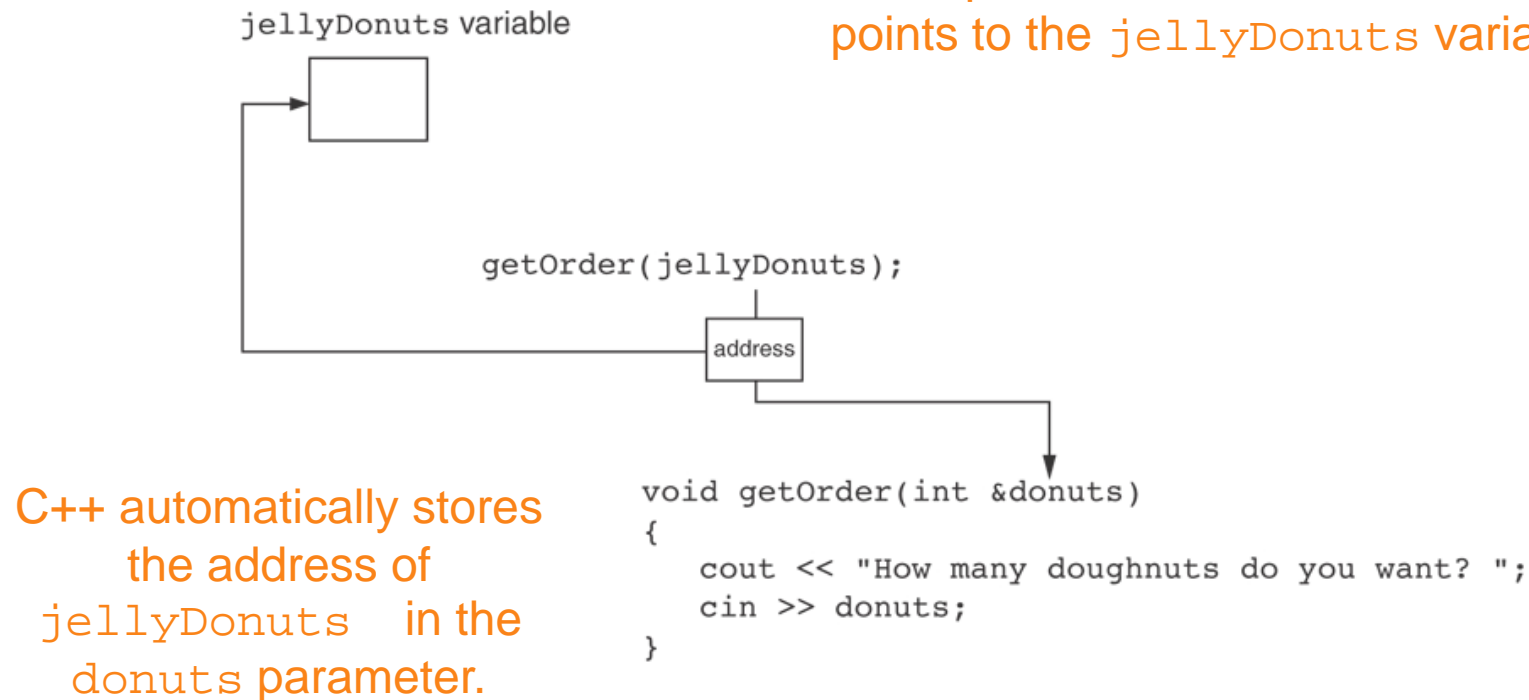 jellyDonuts variable
points to the jellyDonuts
getOrder(jellyDonuts);
address
C++ automatically stores
the address of
jellyDonuts in the
donuts parameter.
void getOrder(int &donuts)
{
cout << "How many doughnuts do you want? ";
cin >> donuts;
}